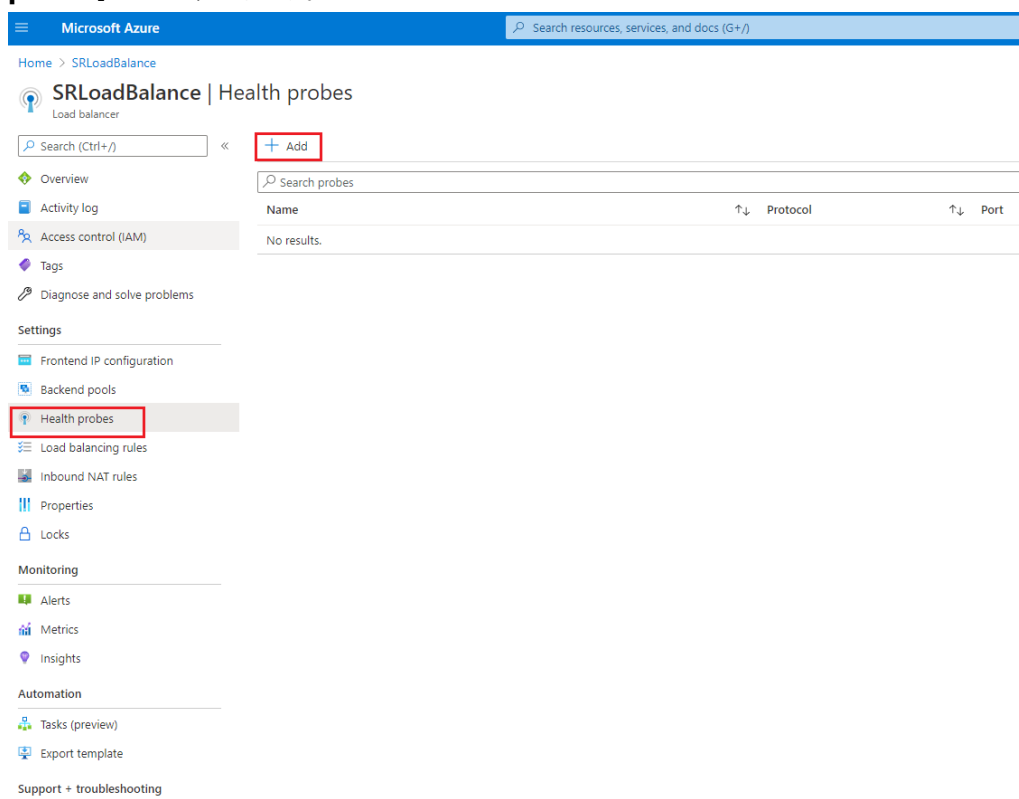 Microsoft Azure
Search resources, services, and docs (G+/)
Home > SRLoadBalance
SRLoadBalance | Health probes
Load balancer
Search (Ctrl+/)
«
+ Add
Overview
Search probes
Activity log
Name ↑↓ Protocol ↑↓ Port
Access control (IAM)
No results.
Tags
Diagnose and solve problems
Settings
Frontend IP configuration
Backend pools
Health probes
Load balancing rules
Inbound NAT rules
Properties
Locks
Monitoring
Alerts
Metrics
Insights
Automation
Tasks (preview)
Export template
Support + troubleshooting